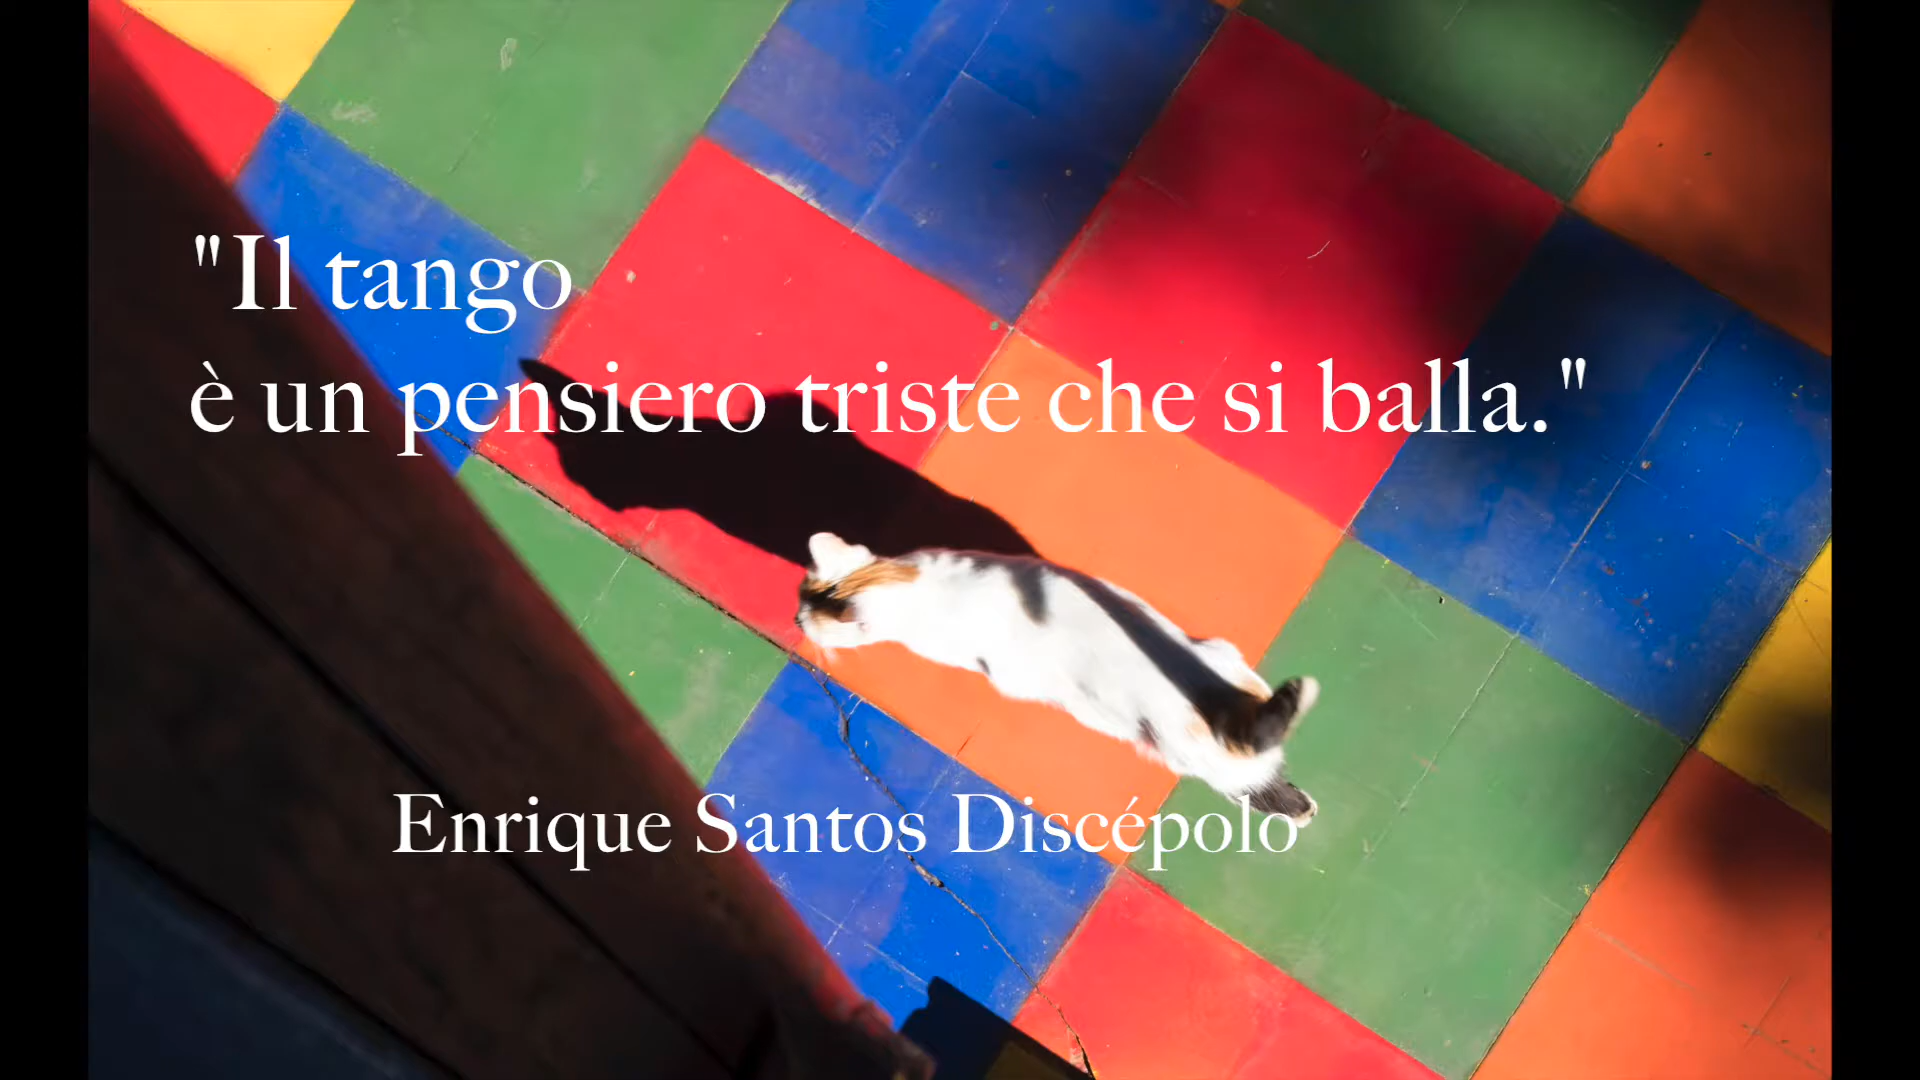 "Il tango
è un pensiero triste che si balla."
Enrique Santos Discépolo